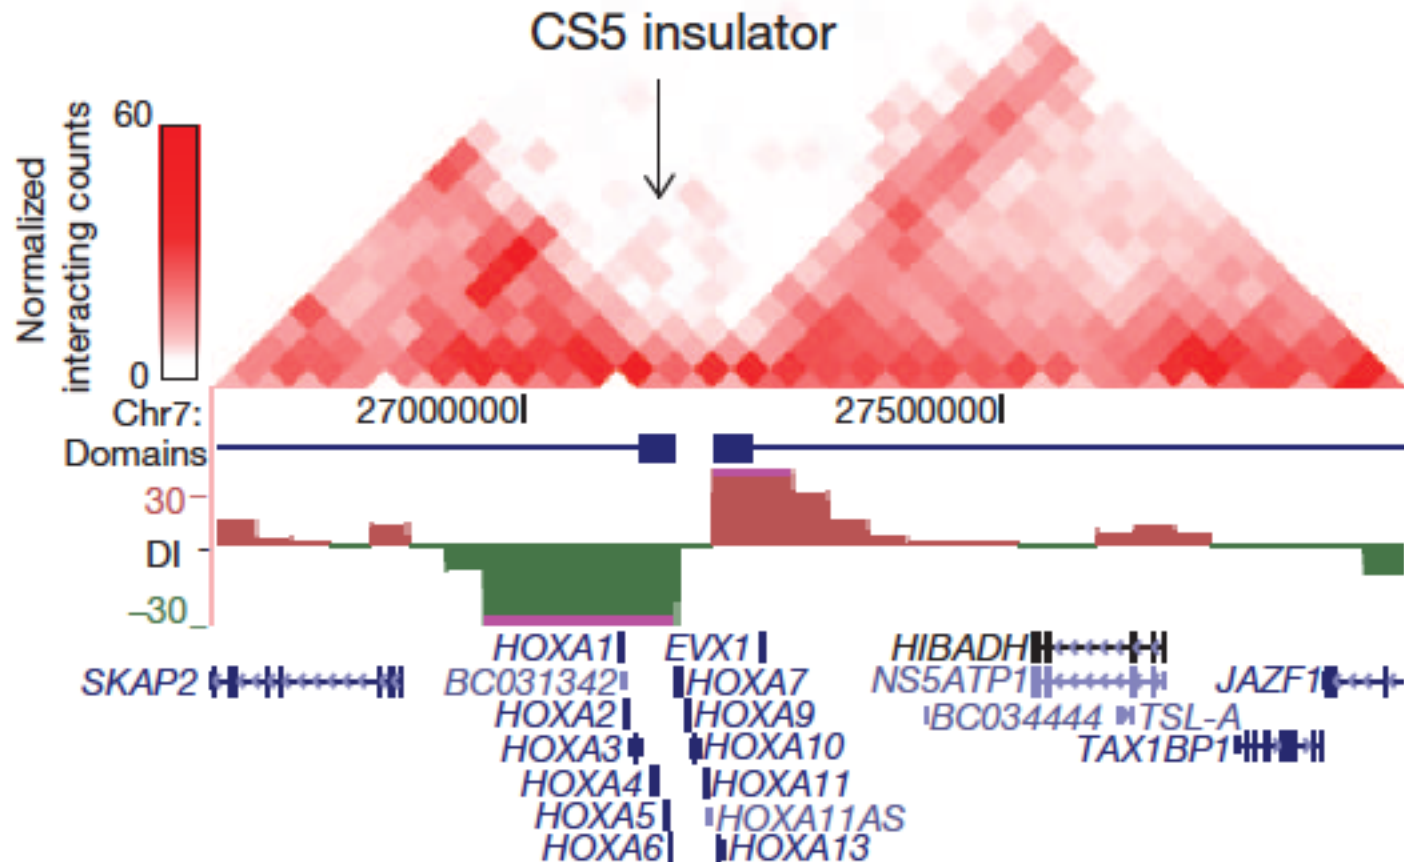 CS5 insulator
Normalized
interacting counts
60
0
Chr7:
27000000
27500000
Domains
30
DI
–30
HOXA1 EVX1 HIBADH
SKAP2 BC031342 HOXA7 NS5ATP1 JAZF1
HOXA2 HOXA9 BC034444 TSL-A
HOXA3 HOXA10 TAX1BP1
HOXA4 HOXA11
HOXA5 HOXA11AS
HOXA6 HOXA13